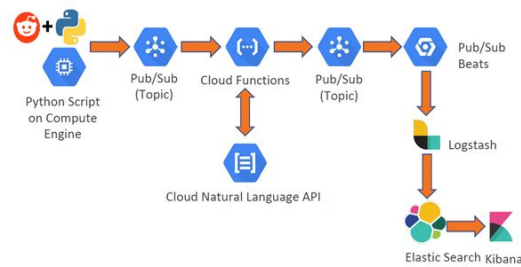 +
Python Script
on Compute
Engine
Pub/Sub
(Topic)
Cloud Functions
Pub/Sub
(Topic)
Pub/Sub
Beats
Cloud Natural Language API
Logstash
Elastic Search
Kibana